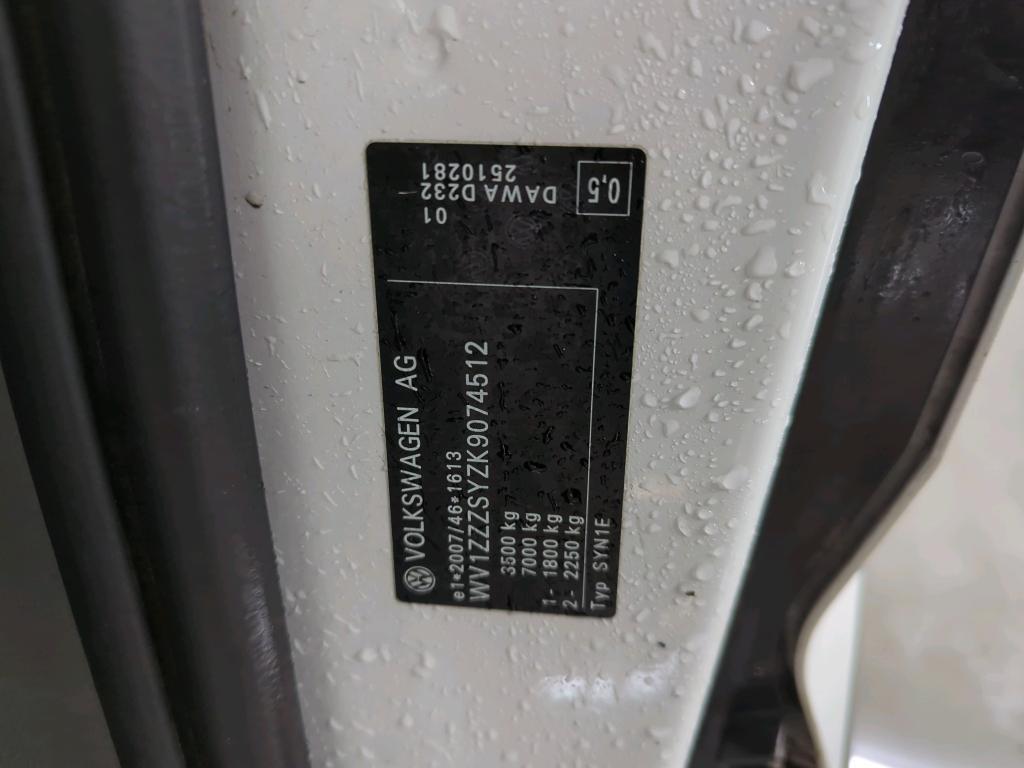 VOLKSWAGEN AG
e1*2007/46*1613
WV1ZZZSYZK9074512
3500 kg
7000 kg
1- 1800 kg
2- 2250 kg
Typ SYN1E
01
DAWA D232
2510281
0,5